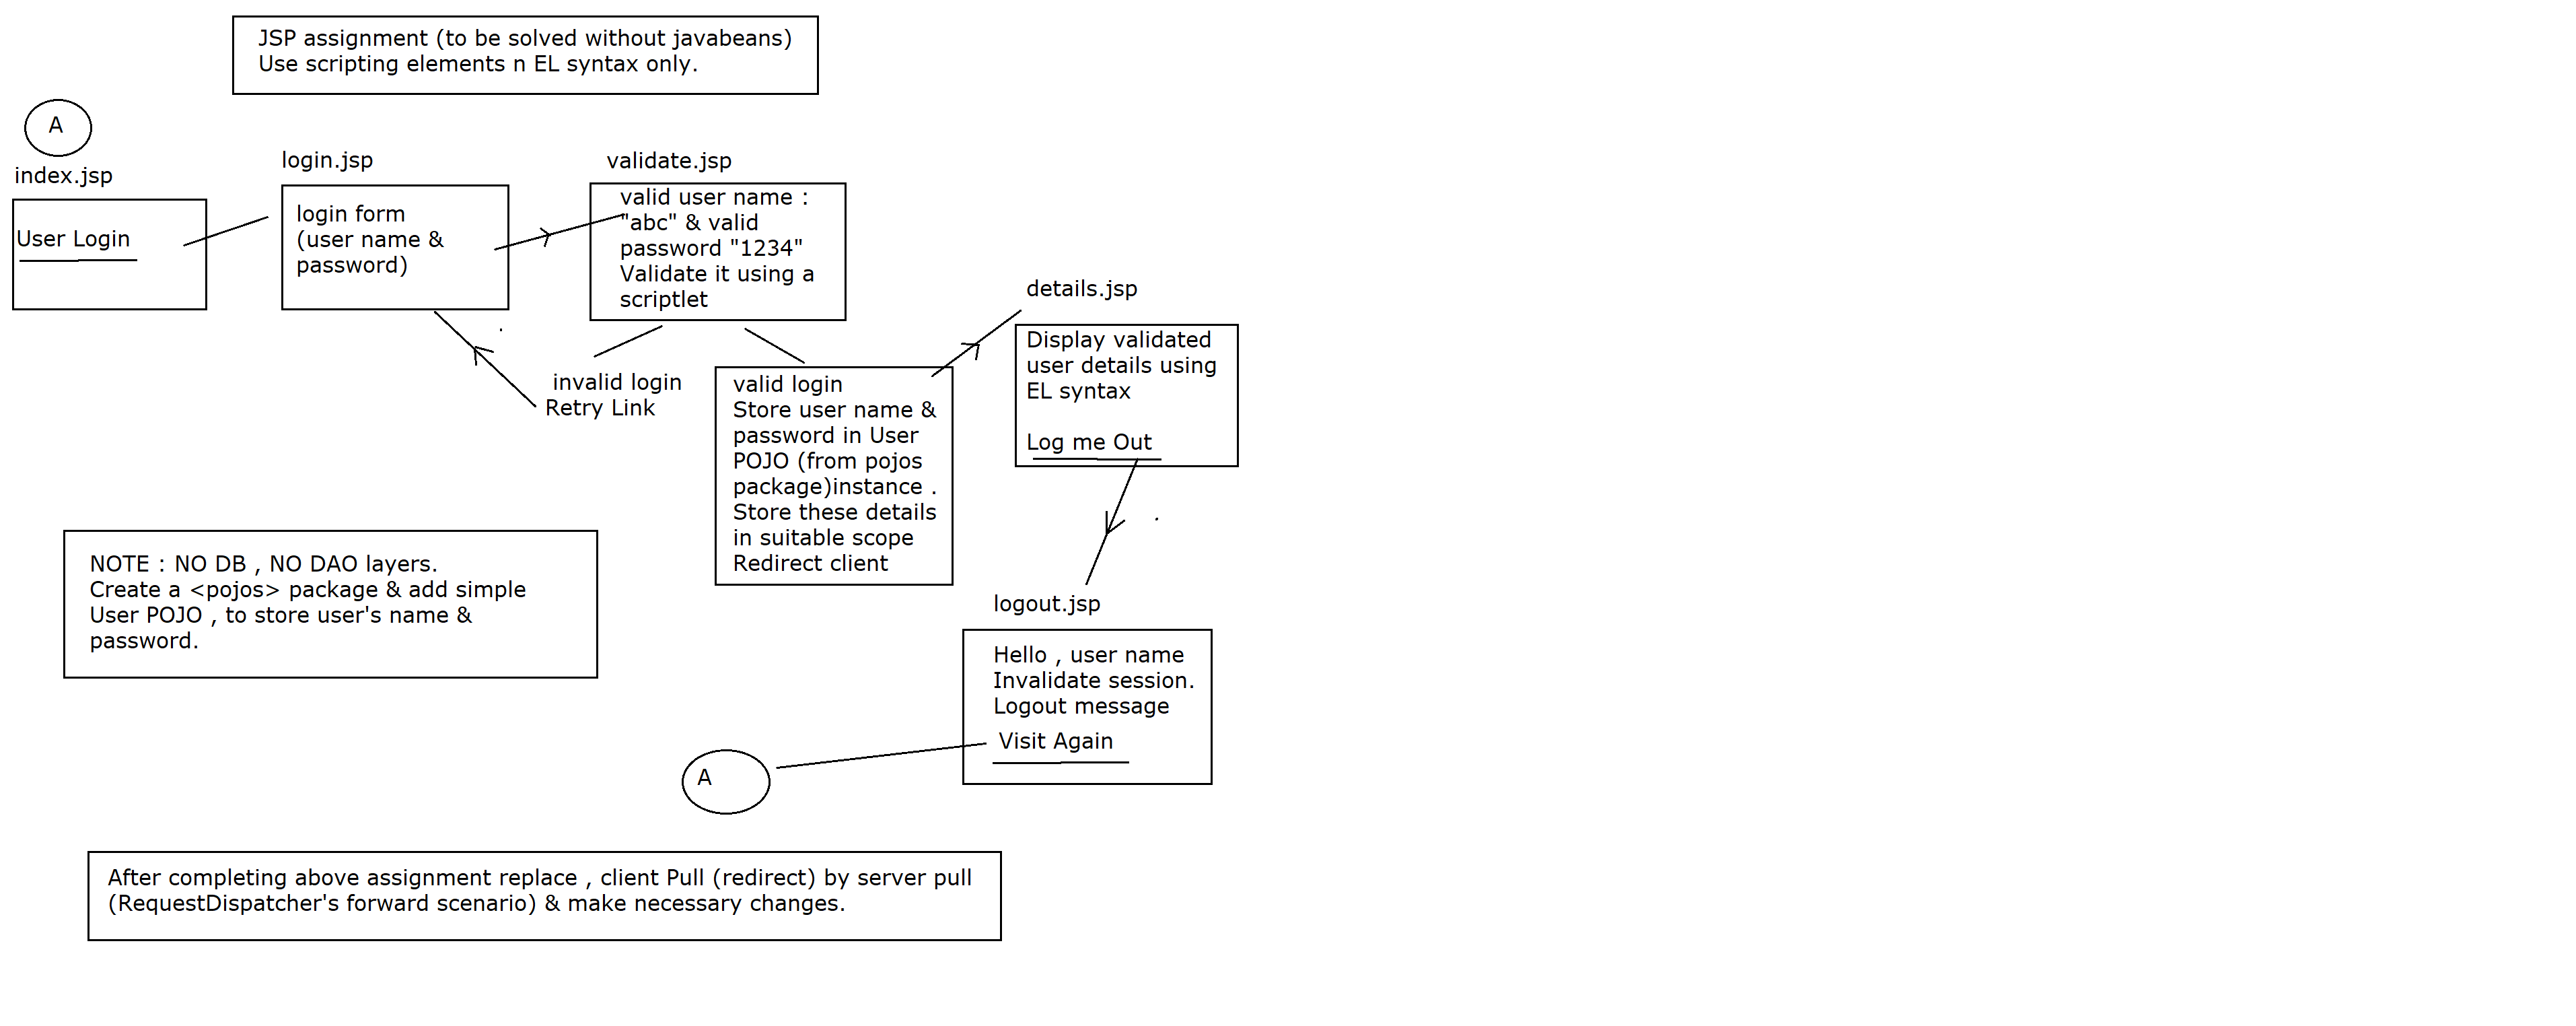 JSP assignment (to be solved without javabeans)
Use scripting elements n EL syntax only.
A
index.jsp
User Login
login.jsp
login form
(user name &
password)
validate.jsp
valid user name :
"abc" & valid
password "1234"
Validate it using a
scriptlet
invalid login
Retry Link
valid login
Store user name &
password in User
POJO (from pojos
package)instance .
Store these details
in suitable scope
Redirect client
details.jsp
Display validated
user details using
EL syntax
Log me Out
NOTE : NO DB , NO DAO layers.
Create a <pojos> package & add simple
User POJO , to store user's name &
password.
logout.jsp
Hello , user name
Invalidate session.
Logout message
Visit Again
A
After completing above assignment replace , client Pull (redirect) by server pull
(RequestDispatcher's forward scenario) & make necessary changes.